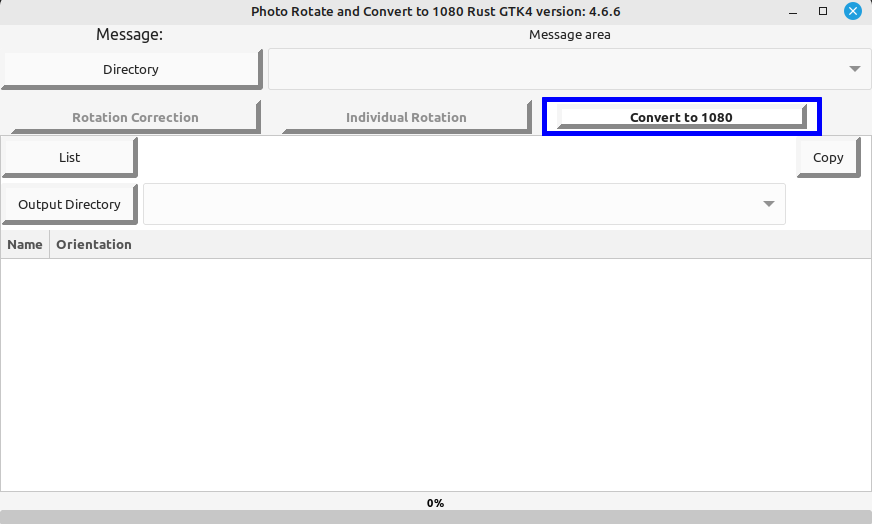 Photo Rotate and Convert to 1080 Rust GTK4 version: 4.6.6
Message: Message area
Directory
Rotation Correction Individual Rotation Convert to 1080
List Copy
Output Directory
Name Orientation
0%